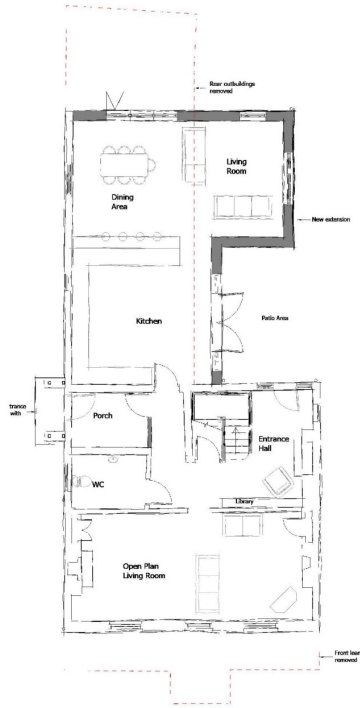 Rear outbuildings
removed
Living
Room
Dining
Area
New extension
Patio Area
Kitchen
trance
with
Porch
Entrance
Hall
WC
Library
Open Plan
Living Room
Front lean
removed